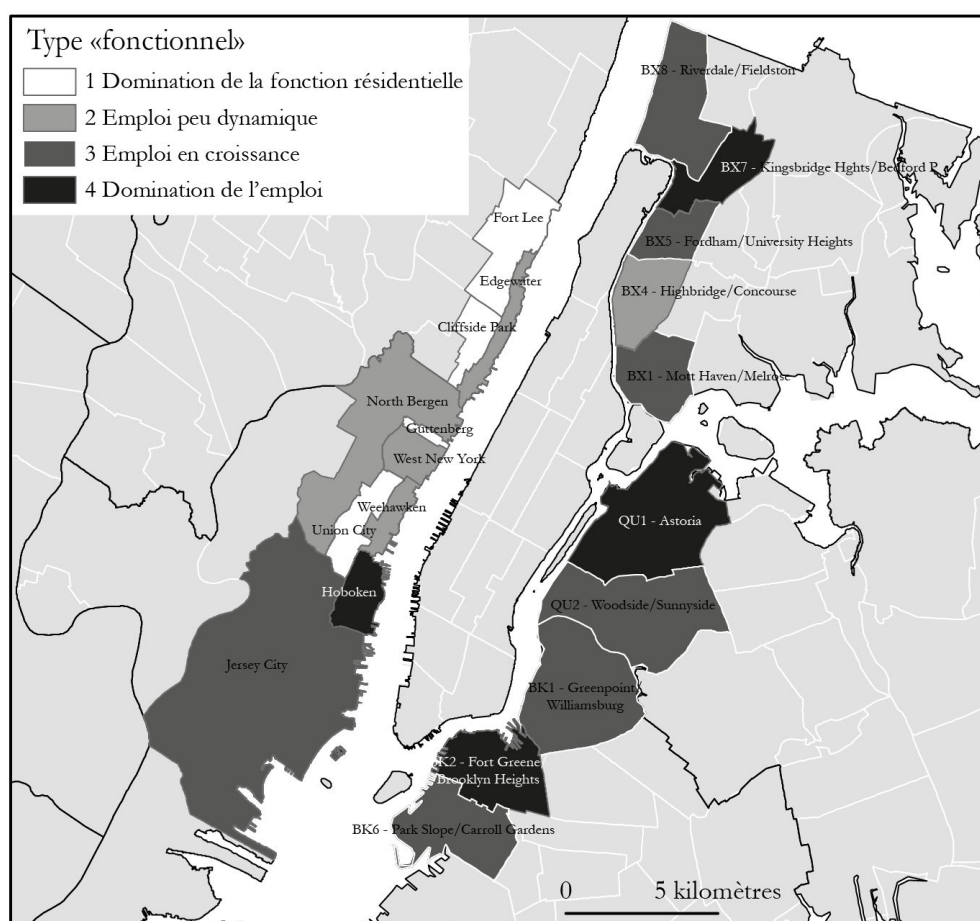 Type «fonctionnel»
1 Domination de la fonction résidentielle
2 Emploi peu dynamique
3 Emploi en croissance
4 Domination de l'emploi
BX8 - Riverdale/Fieldston
BX7 - Kingsbridge Hghts/Bedford P.
Fort Lee
BX5 - Fordham/University Heights
Edgewater
BX4 - Highbridge/Concourse
Cliffside Park
BX1 - Mott Haven/Melrose
North Bergen
Guttenberg
West New York
Weehawken
Union City
QU1 - Astoria
Hoboken
QU2 - Woodside/Sunnyside
Jersey City
BK1 - Greenpoint
Williamsburg
K2 - Fort Greene
Brooklyn Heights
BK6 - Park Slope/Carroll Gardens
0 5 kilomètres